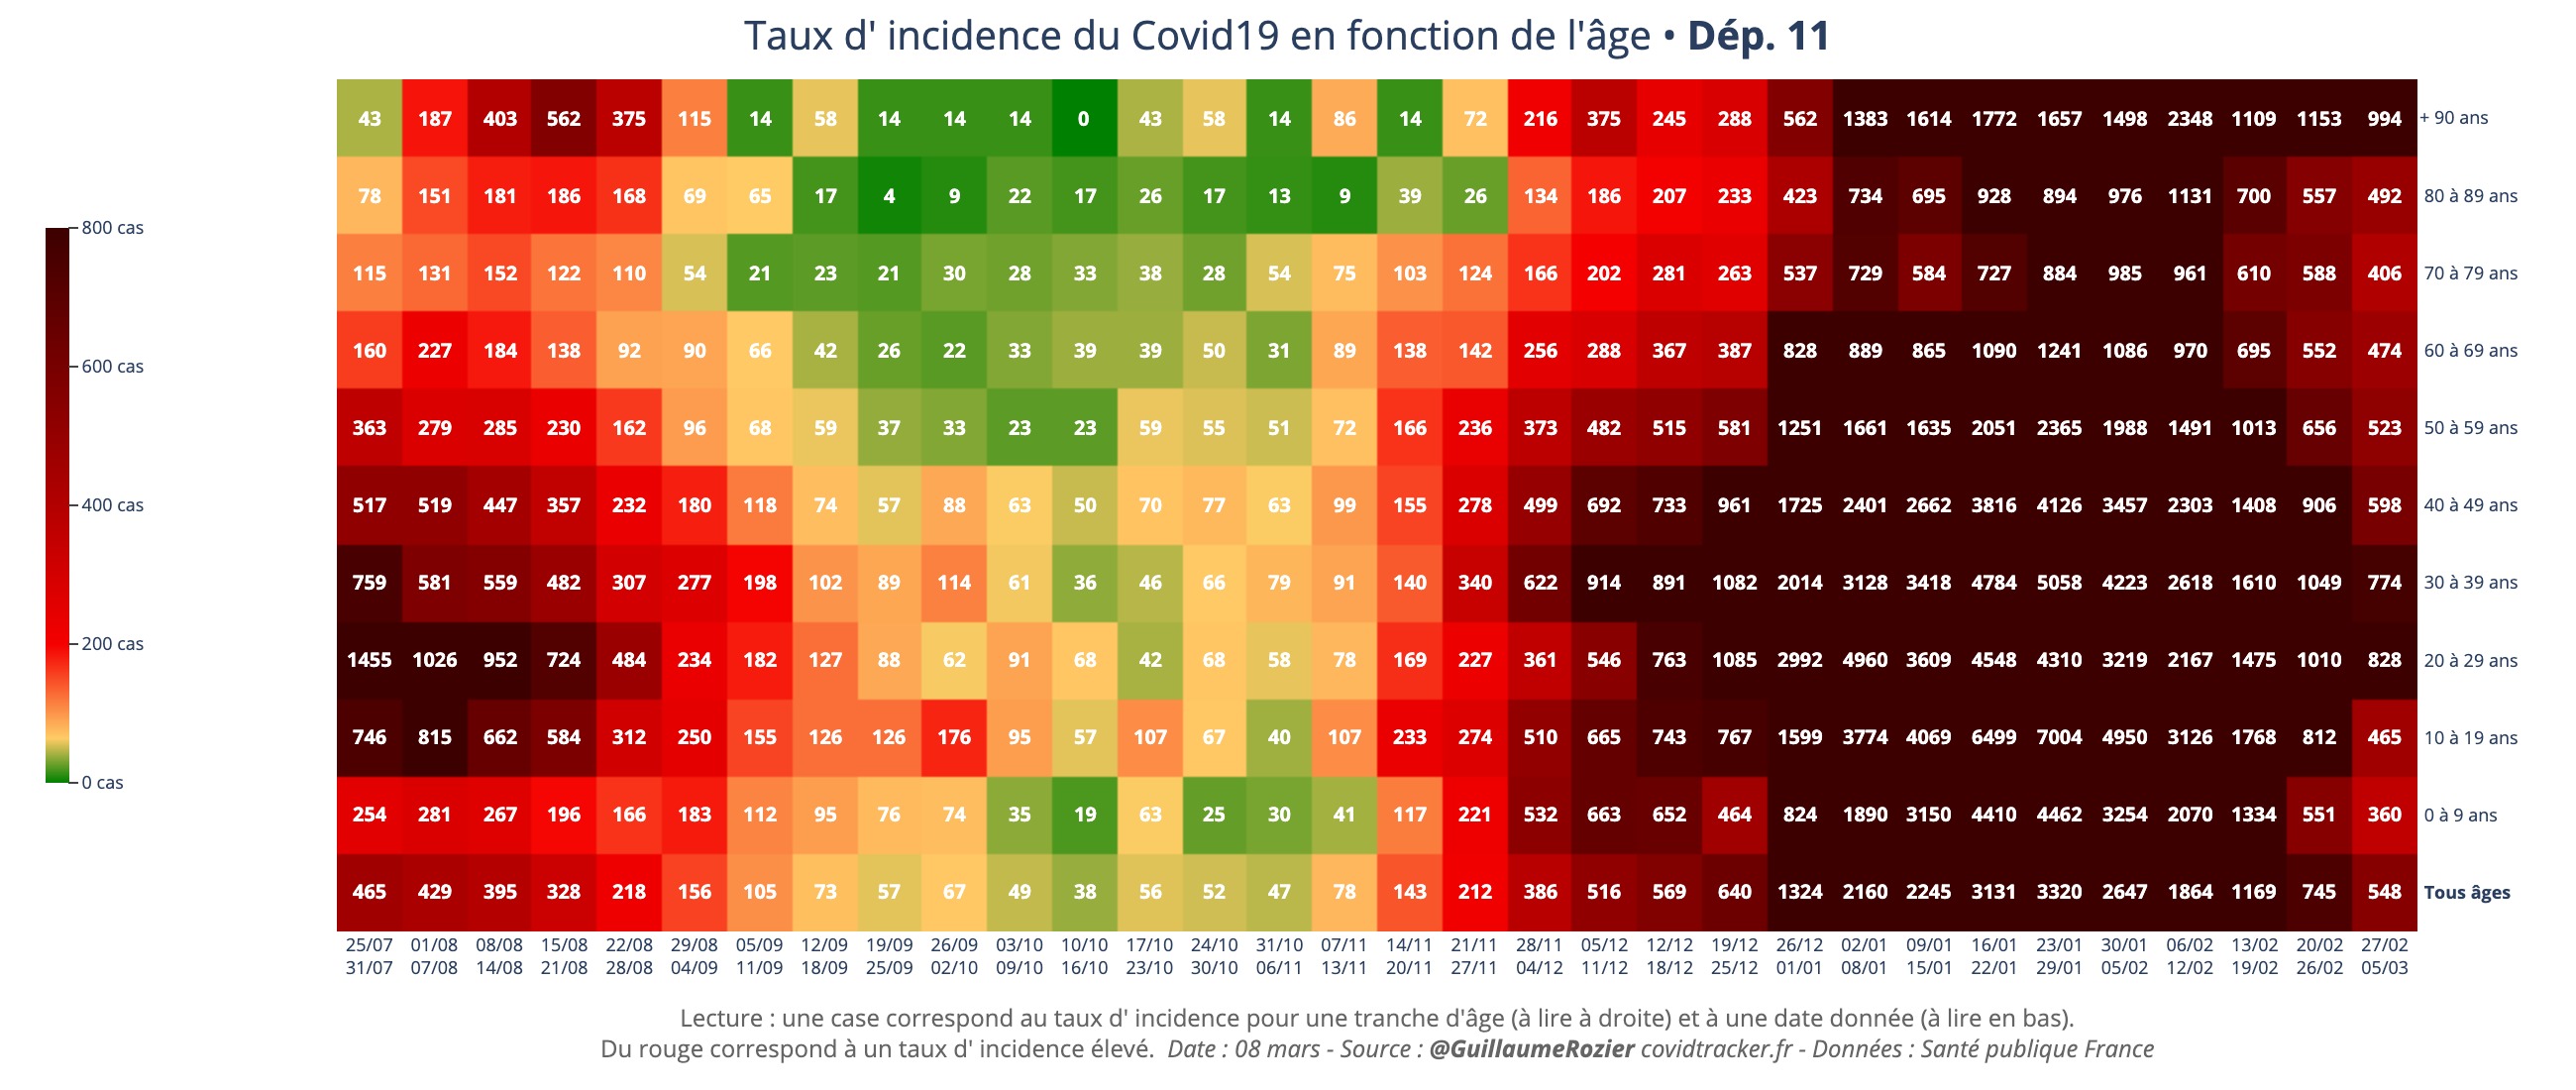 Taux d' incidence du Covid19 en fonction de l'âge • Dép. 11
43 187 403 562 375 115 14 58 14 14 14 0 43 58 14 86 14 72 216 375 245 288 562 1383 1614 1772 1657 1498 2348 1109 1153 994 + 90 ans
78 151 181 186 168 69 65 17 4 9 22 17 26 17 13 9 39 26 134 186 207 233 423 734 695 928 894 976 1131 700 557 492 80 à 89 ans
800 cas
115 131 152 122 110 54 21 23 21 30 28 33 38 28 54 75 103 124 166 202 281 263 537 729 584 727 884 985 961 610 588 406 70 à 79 ans
160 227 184 138 92 90 66 42 26 22 33 39 39 50 31 89 138 142 256 288 367 387 828 889 865 1090 1241 1086 970 695 552 474 60 à 69 ans
600 cas
363 279 285 230 162 96 68 59 37 33 23 23 59 55 51 72 166 236 373 482 515 581 1251 1661 1635 2051 2365 1988 1491 1013 656 523 50 à 59 ans
400 cas
517 519 447 357 232 180 118 74 57 88 63 50 70 77 63 99 155 278 499 692 733 961 1725 2401 2662 3816 4126 3457 2303 1408 906 598 40 à 49 ans
759 581 559 482 307 277 198 102 89 114 61 36 46 66 79 91 140 340 622 914 891 1082 2014 3128 3418 4784 5058 4223 2618 1610 1049 774 30 à 39 ans
200 cas
1455 1026 952 724 484 234 182 127 88 62 91 68 42 68 58 78 169 227 361 546 763 1085 2992 4960 3609 4548 4310 3219 2167 1475 1010 828 20 à 29 ans
746 815 662 584 312 250 155 126 126 176 95 57 107 67 40 107 233 274 510 665 743 767 1599 3774 4069 6499 7004 4950 3126 1768 812 465 10 à 19 ans
0 cas
254 281 267 196 166 183 112 95 76 74 35 19 63 25 30 41 117 221 532 663 652 464 824 1890 3150 4410 4462 3254 2070 1334 551 360 0 à 9 ans
465 429 395 328 218 156 105 73 57 67 49 38 56 52 47 78 143 212 386 516 569 640 1324 2160 2245 3131 3320 2647 1864 1169 745 548 Tous âges
25/07 01/08 08/08 15/08 22/08 29/08 05/09 12/09 19/09 26/09 03/10 10/10 17/10 24/10 31/10 07/11 14/11 21/11 28/11 05/12 12/12 19/12 26/12 02/01 09/01 16/01 23/01 30/01 06/02 13/02 20/02 27/02
31/07 07/08 14/08 21/08 28/08 04/09 11/09 18/09 25/09 02/10 09/10 16/10 23/10 30/10 06/11 13/11 20/11 27/11 04/12 11/12 18/12 25/12 01/01 08/01 15/01 22/01 29/01 05/02 12/02 19/02 26/02 05/03
Lecture : une case correspond au taux d' incidence pour une tranche d'âge (à lire à droite) et à une date donnée (à lire en bas).
Du rouge correspond à un taux d' incidence élevé. Date : 08 mars - Source : @GuillaumeRozier covidtracker.fr - Données : Santé publique France